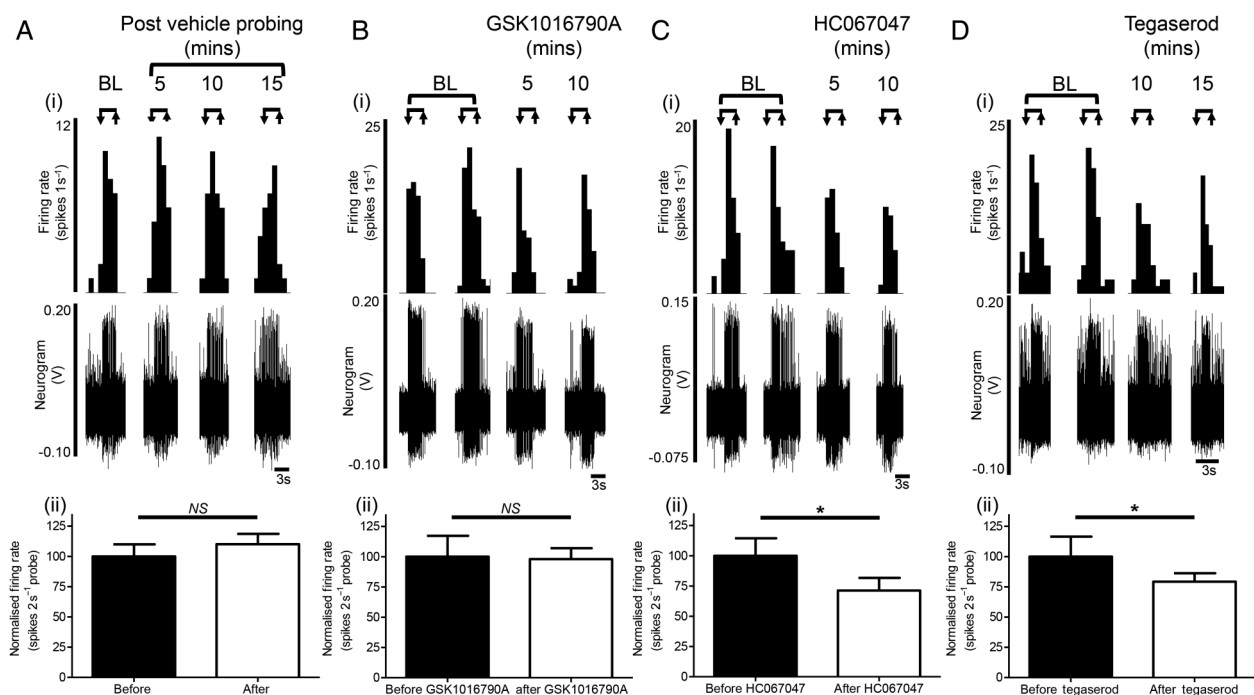 A
Post vehicle probing
(mins)
BL 5 10 15
(i)
12
Firing rate
(spikes 1s⁻¹)
0.20
Neurogram
(V)
-0.10
3s
(ii)
NS
125
100
75
50
25
0
Normalised firing rate
(spikes 2s⁻¹ probe)
Before After
B
GSK1016790A
(mins)
BL 5 10
(i)
25
Firing rate
(spikes 1s⁻¹)
0.20
Neurogram
(V)
-0.10
3s
(ii)
NS
125
100
75
50
25
0
Normalised firing rate
(spikes 2s⁻¹ probe)
Before GSK1016790A after GSK1016790A
C
HC067047
(mins)
BL 5 10
(i)
20
Firing rate
(spikes 1s⁻¹)
0.15
Neurogram
(V)
-0.075
3s
(ii)
*
125
100
75
50
25
0
Normalised firing rate
(spikes 2s⁻¹ probe)
Before HC067047 After HC067047
D
Tegaserod
(mins)
BL 10 15
(i)
25
Firing rate
(spikes 1s⁻¹)
0.20
Neurogram
(V)
-0.10
3s
(ii)
*
125
100
75
50
25
0
Normalised firing rate
(spikes 2s⁻¹ probe)
Before tegaserod After tegaserod